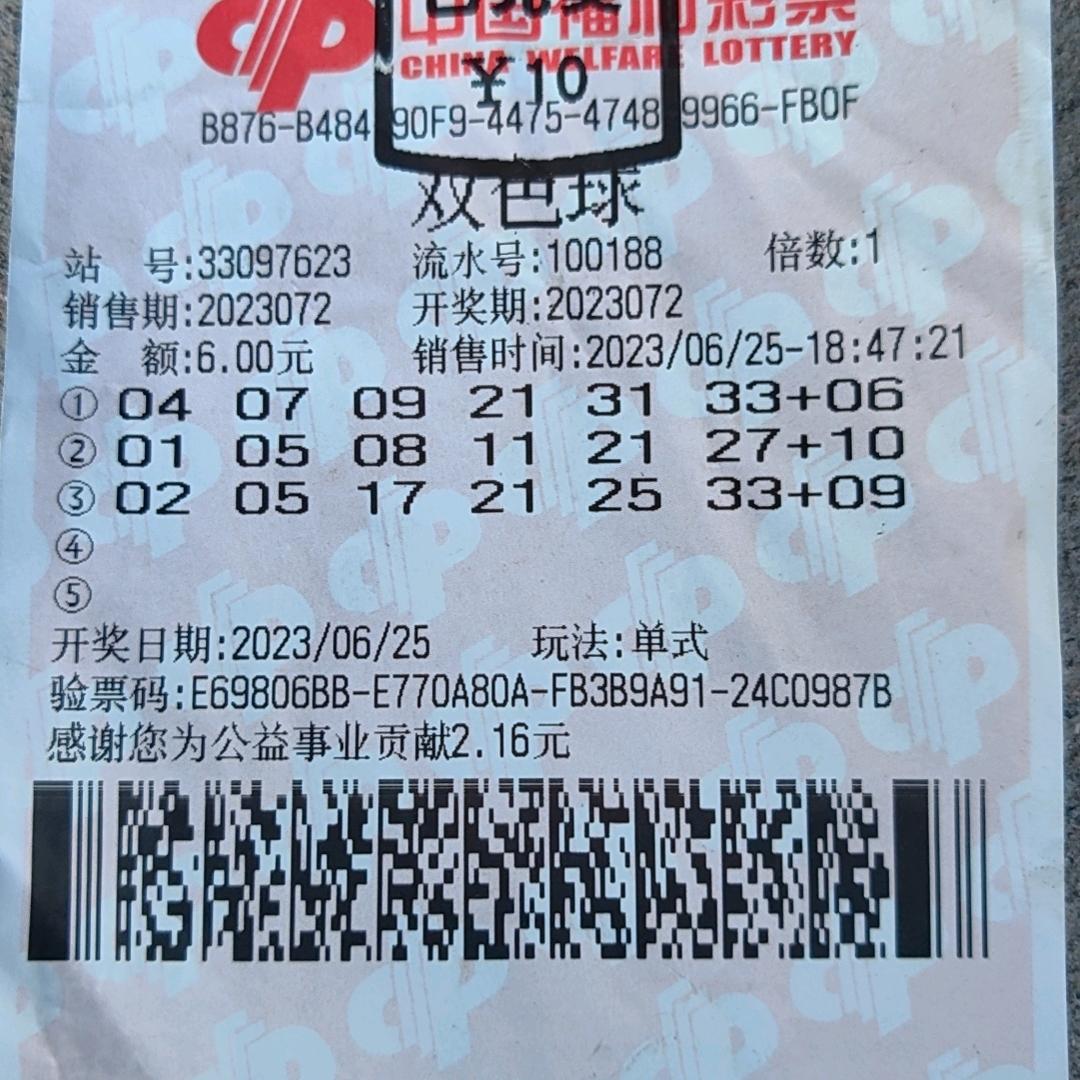 中国福利彩票
CHINA WELFARE LOTTERY
¥10
B876-B484-90F9-4475-4748-9966-FB0F
双色球
站 号:33097623 流水号:100188 倍数:1
销售期:2023072 开奖期:2023072
金 额:6.00元 销售时间:2023/06/25-18:47:21
① 04 07 09 21 31 33+06
② 01 05 08 11 21 27+10
③ 02 05 17 21 25 33+09
④
⑤
开奖日期:2023/06/25 玩法:单式
验票码:E69806BB-E770A80A-FB3B9A91-24C0987B
感谢您为公益事业贡献2.16元